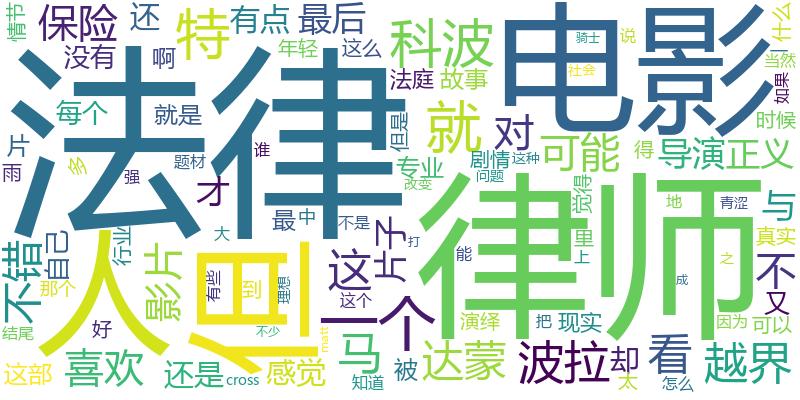 情节
保险
还
特
有点
最后
电影
骑士
说
一
什么
没有
啊
年轻
这么
科波
社会
当然
法律
每个
就是
法庭
故事
但是
如果
片
雨
多
强
题材
谁
才
就
对
专业
剧情
这种
可能
得
时候
导演
正义
改变
问题
不错
自己
人
行业
影片
大
最
中
不是
但
这
片子
打
律师
觉得
里
上
地
青涩
与
真实
那个
好
有些
到
理想
一个
这个
能
成
之
不
又
结尾
不少
matt
马
演绎
把
现实
因为
可以
这部
喜欢
还是
cross
感觉
知道
被
达蒙
波拉
却
太
看
怎么
越界